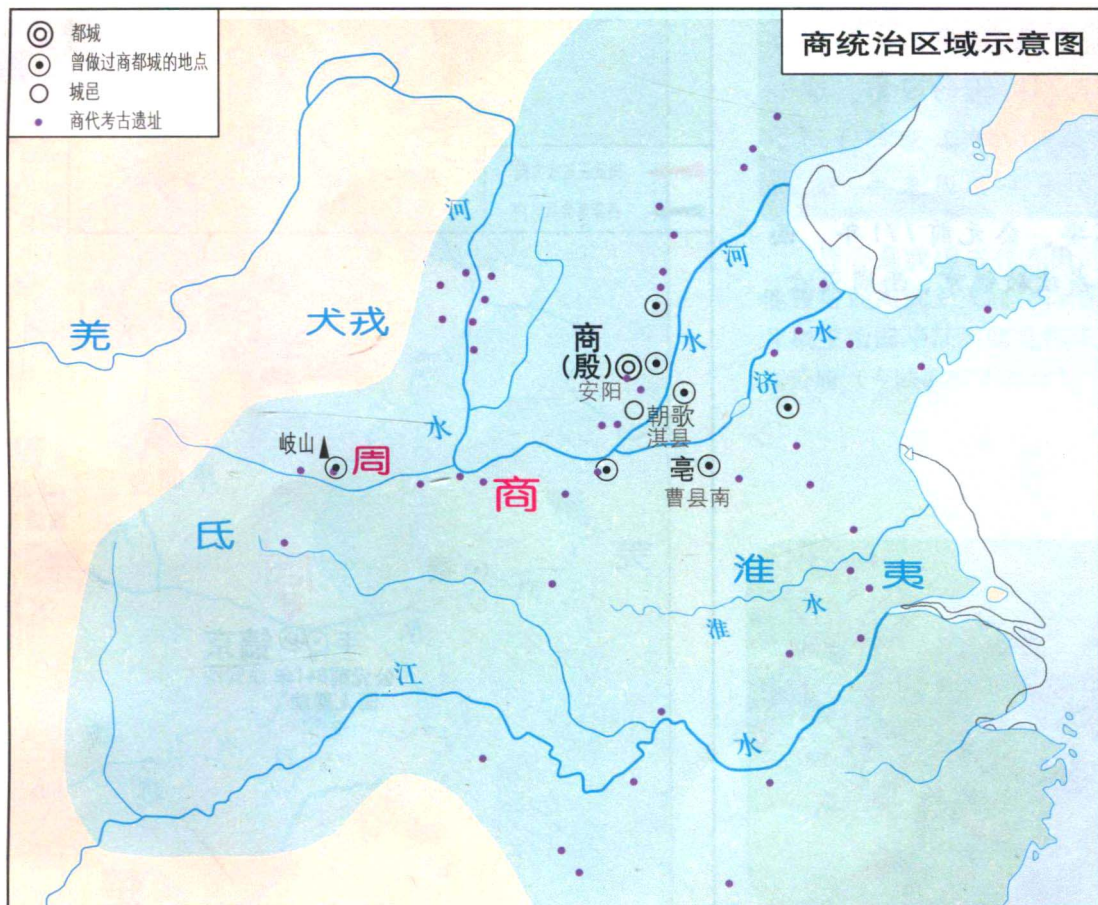 商统治区域示意图
都城
曾做过商都城的地点
城邑
商代考古遗址
河
河
羌
犬戎
商
(殷)
安阳
水
水
济
朝歌
淇县
岐山
周
水
商
亳
曹县南
氐
淮
夷
水
淮
江
水